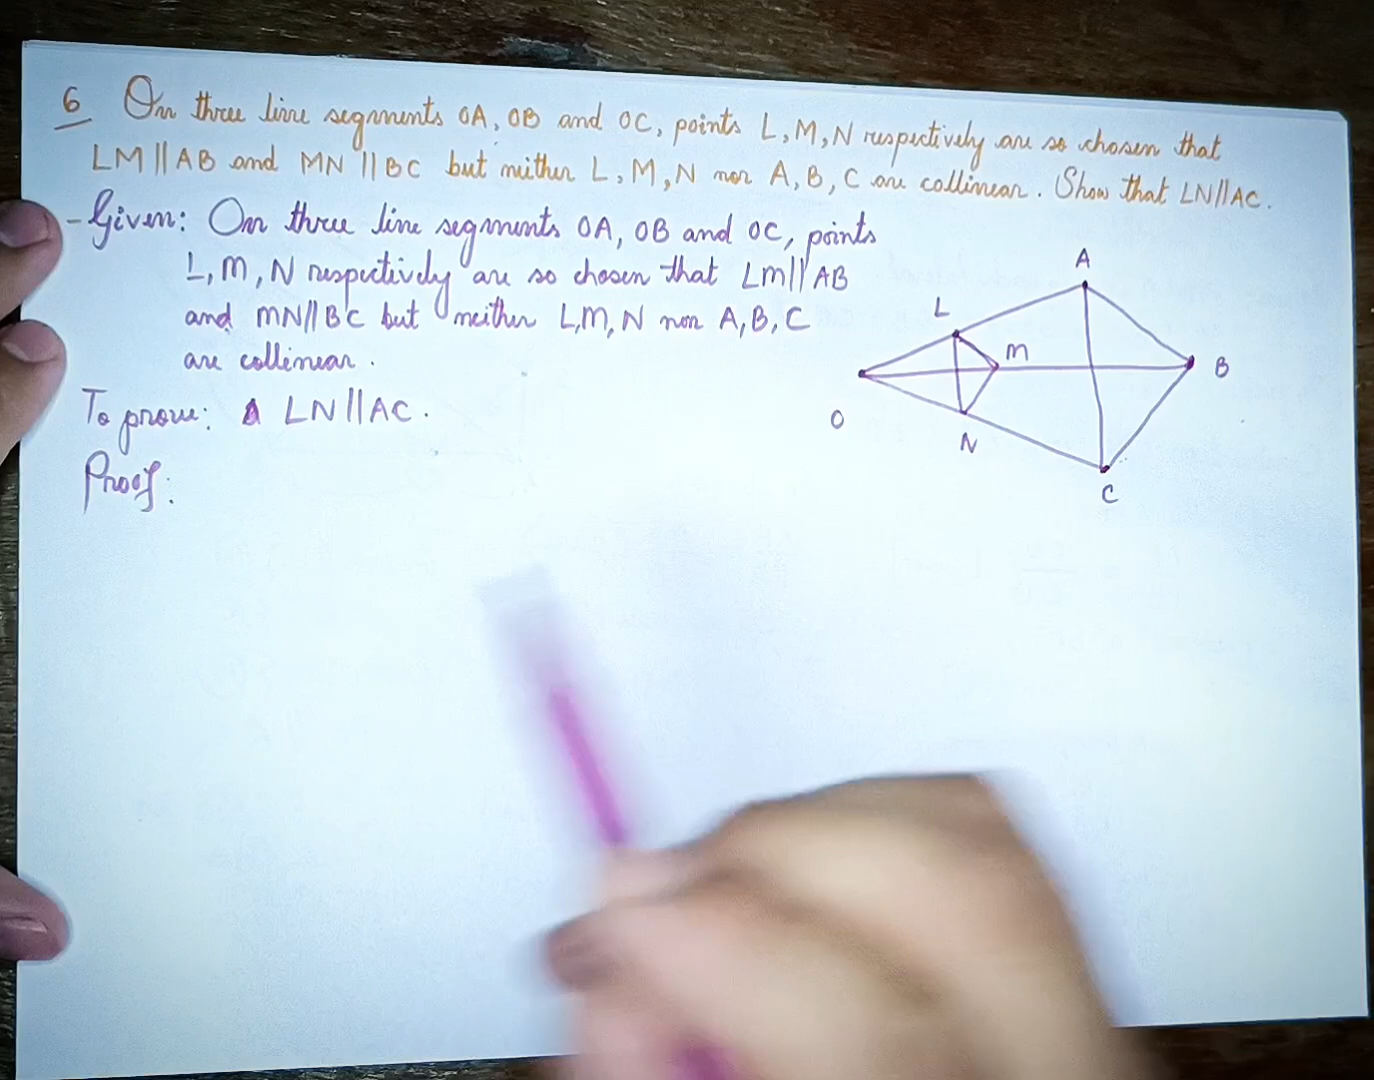 6 On three line segments OA, OB and OC, points L, M, N respectively are so chosen that
LM || AB and MN || BC but neither L, M, N nor A, B, C are collinear. Show that LN//AC.
- Given: On three line segments OA, OB and OC, points
L, M, N respectively are so chosen that LM||AB
and MN//BC but neither L,M, N nor A,B, C
are collinear.
To prove: LN//AC.
Proof:
A
L
M
B
O
N
C